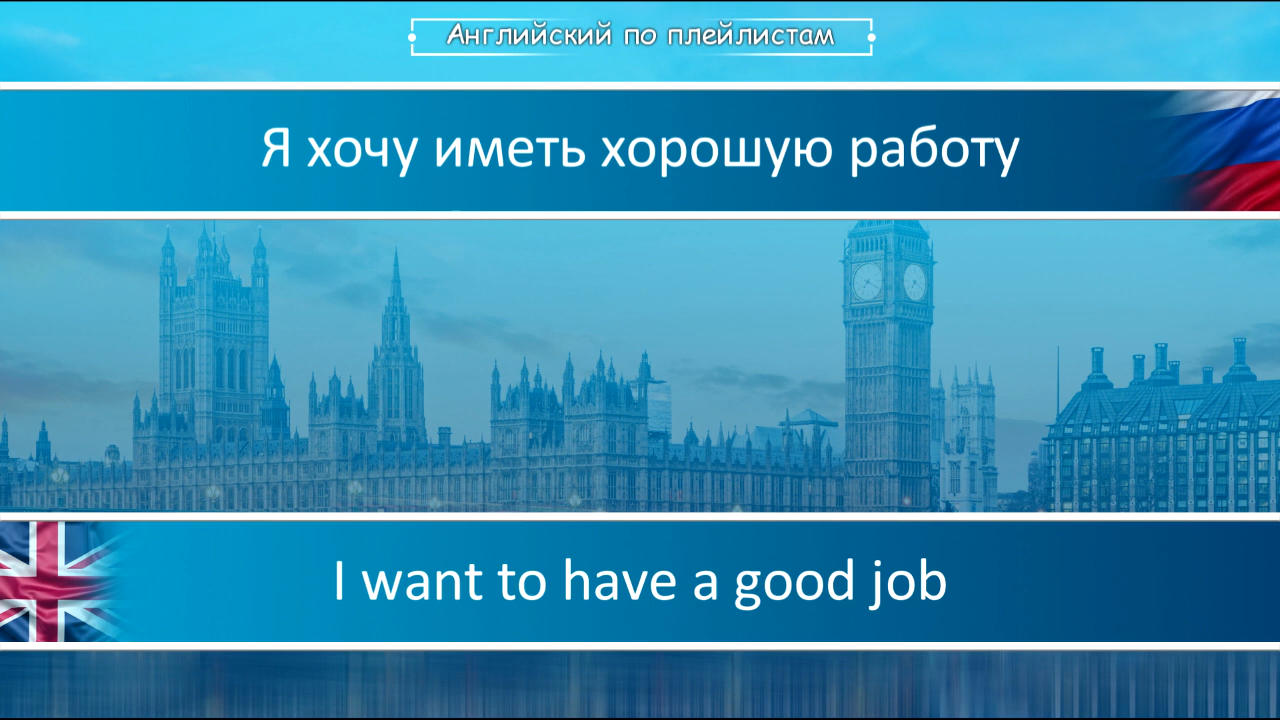 Английский по плейлистам
Я хочу иметь хорошую работу
I want to have a good job